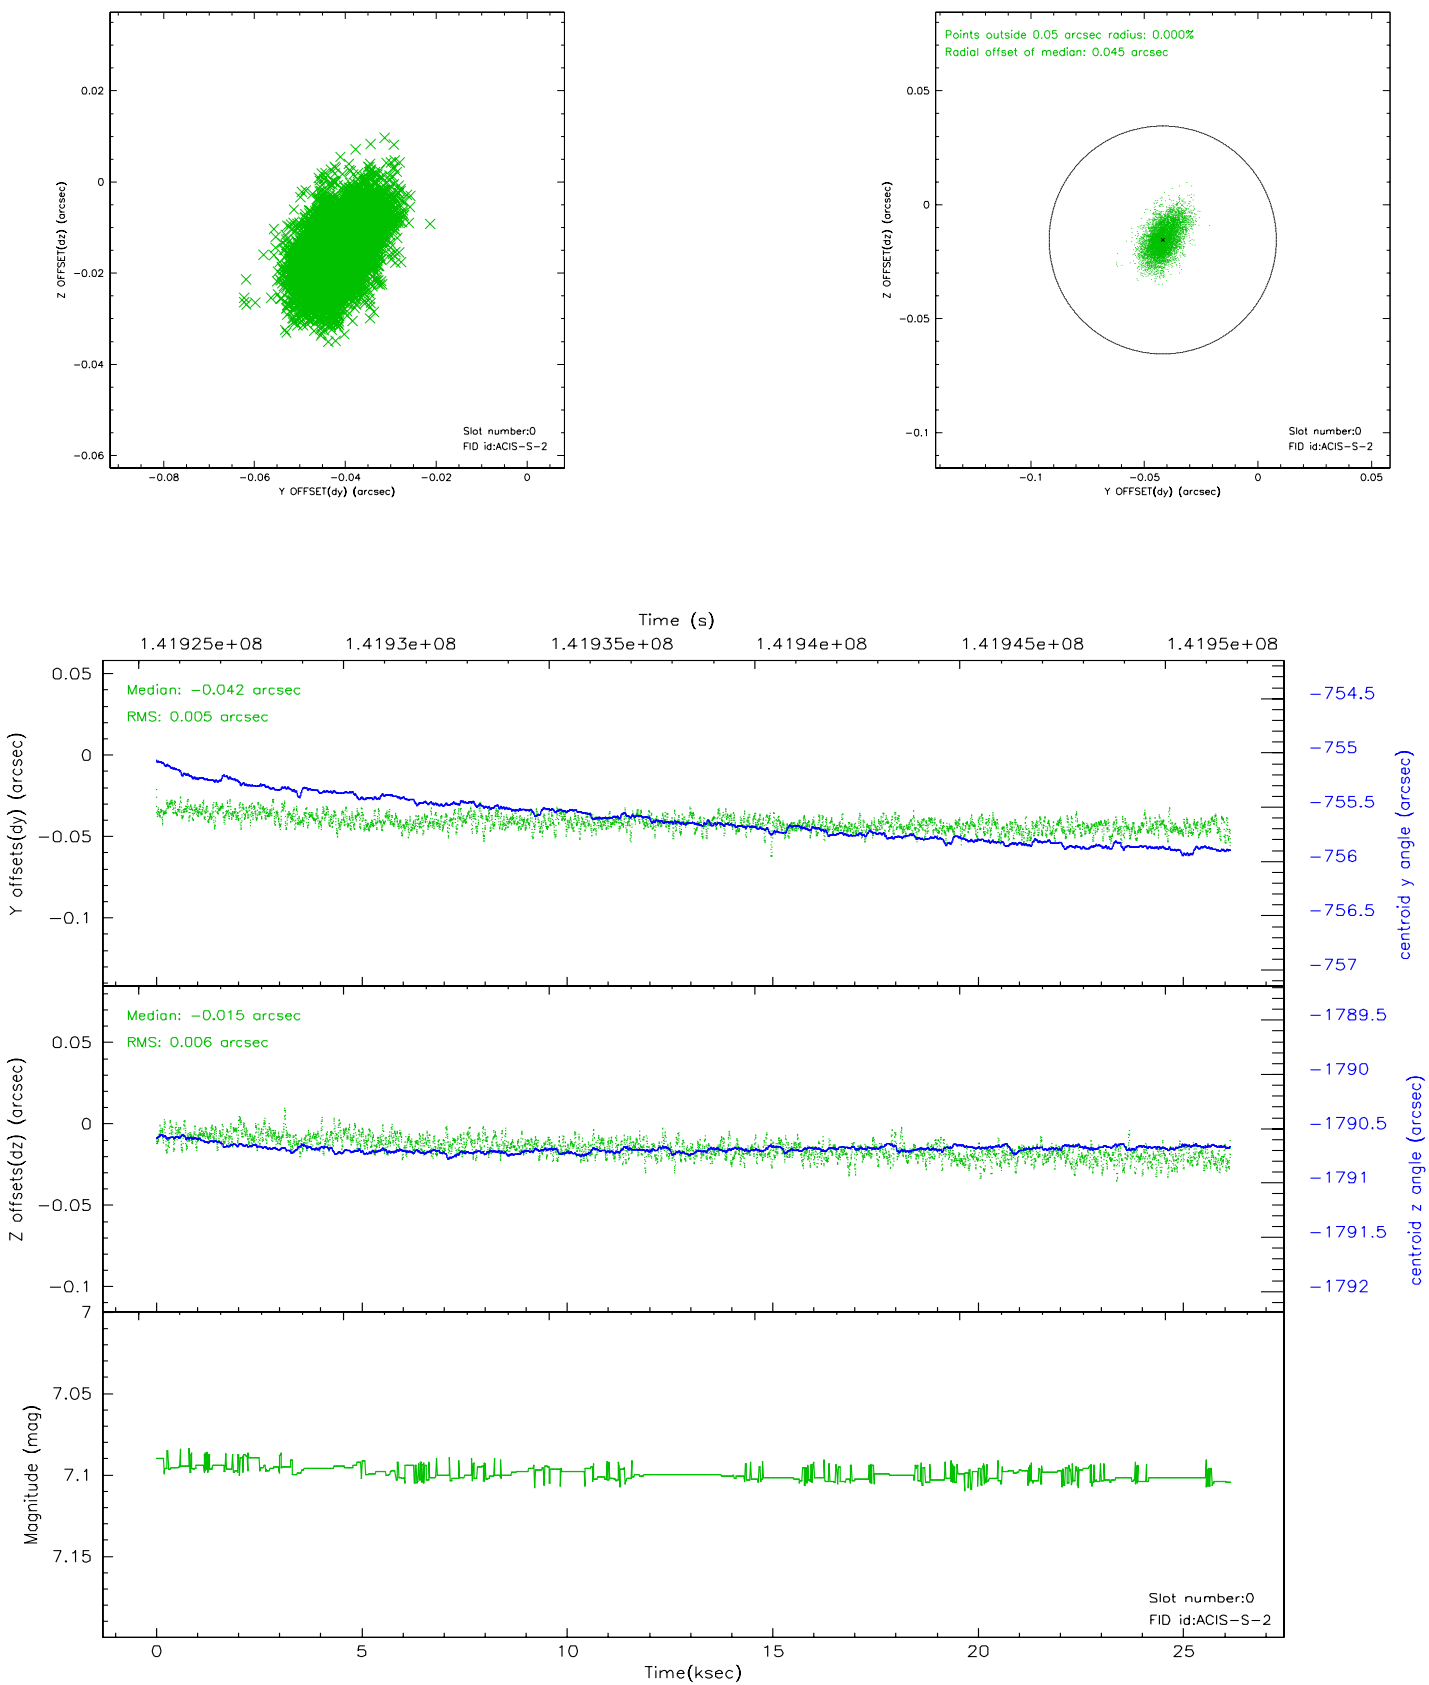 0.02
0
-0.02
-0.04
-0.06
Z OFFSET(dz) (arcsec)
Slot number:0
FID id:ACIS-S-2
-0.08
-0.06
-0.04
-0.02
0
Y OFFSET(dy) (arcsec)
Points outside 0.05 arcsec radius: 0.000%
Radial offset of median: 0.045 arcsec
0.05
0
-0.05
-0.1
Z OFFSET(dz) (arcsec)
Slot number:0
FID id:ACIS-S-2
-0.1
-0.05
0
0.05
Y OFFSET(dy) (arcsec)
Time (s)
1.41925e+08
1.4193e+08
1.41935e+08
1.4194e+08
1.41945e+08
1.4195e+08
Median: -0.042 arcsec
RMS: 0.005 arcsec
0.05
0
-0.05
-0.1
Y offsets(dy) (arcsec)
-754.5
-755
-755.5
-756
-756.5
-757
centroid y angle (arcsec)
Median: -0.015 arcsec
RMS: 0.006 arcsec
0.05
0
-0.05
-0.1
Z offsets(dz) (arcsec)
-1789.5
-1790
-1790.5
-1791
-1791.5
-1792
centroid z angle (arcsec)
7
7.05
7.1
7.15
Magnitude (mag)
Slot number:0
FID id:ACIS-S-2
0
5
10
15
20
25
Time(ksec)